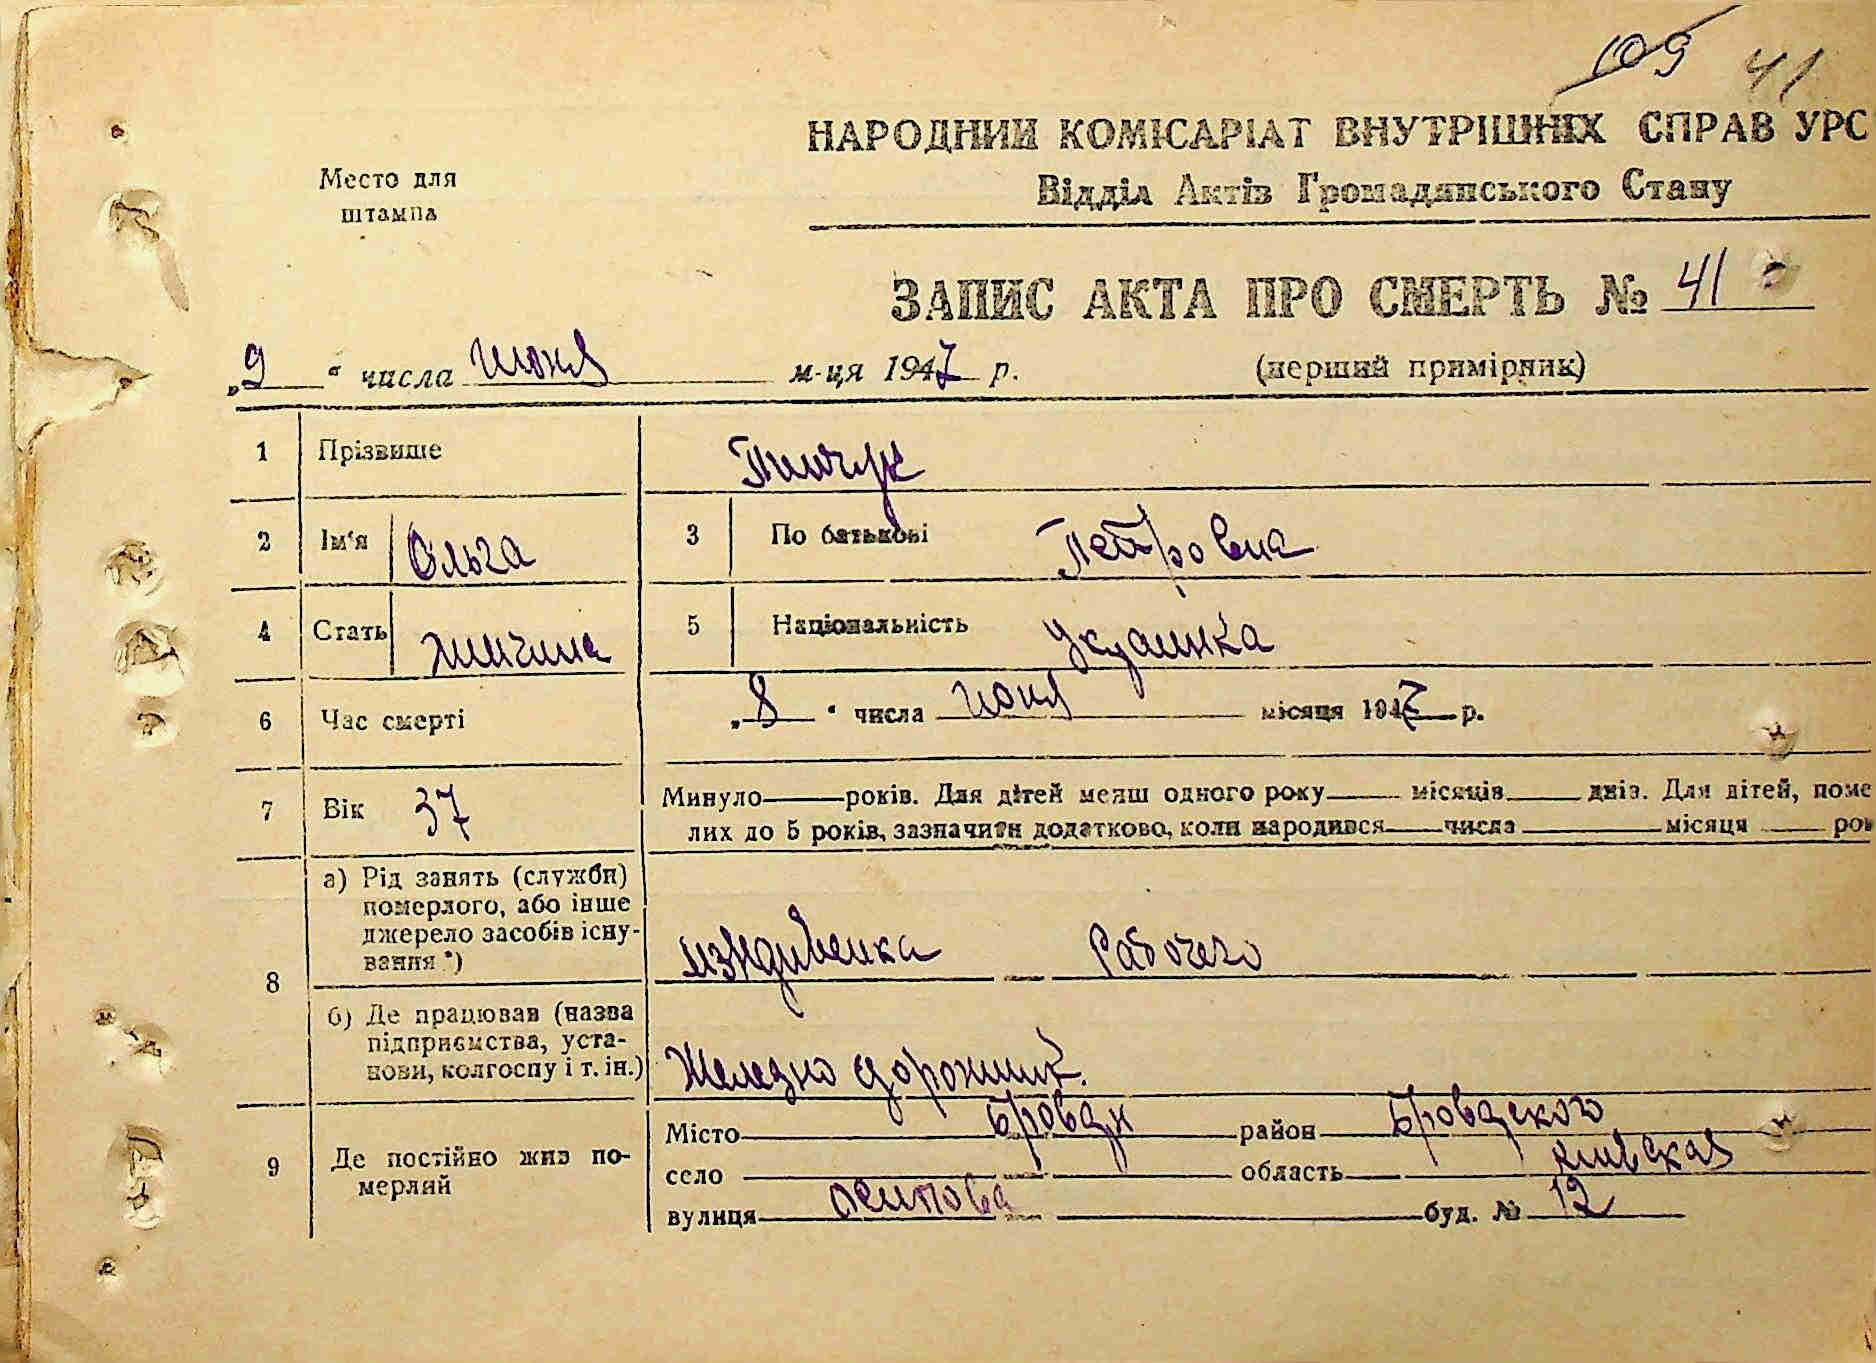 109 41
НАРОДНИЙ КОМІСАРІАТ ВНУТРІШНІХ СПРАВ УРС
Место для штампа
Відділ Актів Громадянського Стану
ЗАПИС АКТА ПРО СМЕРТЬ № 41
„9“ числа июня м-ця 1947 р. (перший примірник)
1 Прізвище
2 Ім'я Ольга 3 По батькові Петровна
4 Стать 5 Національність Украинка
6 Час смерті „8“ числа июня місяця 1947 р.
7 Вік 37 Минуло — років. Для дітей менш одного року — місяців — днів. Для дітей, поме
лих до 5 років, зазначити додатково, коли народився — числа — місяця — рок
8 а) Рід занять (служби)
померлого, або інше
джерело засобів існу-
вання *)
Рабочего
б) Де працював (назва
підприємства, уста-
нови, колгоспу і т. ін.)
Железно дорожний.
9 Де постійно жив по-
мерлий
Місто Бровары район Броварского
село область Киевская
вулиця Осипова буд. № 12